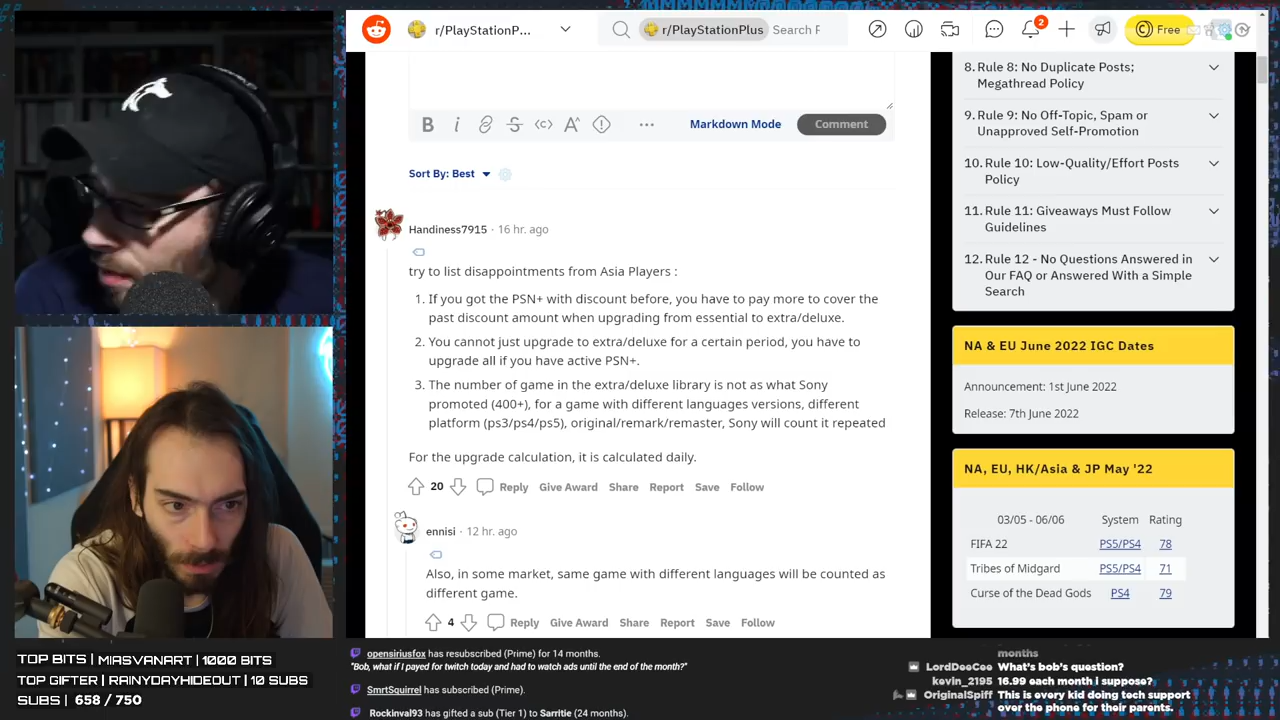 r/PlayStationP...
r/PlayStationPlus Search F
2
Free
B i Markdown Mode Comment
Sort By: Best
Handiness7915 · 16 hr. ago
try to list disappointments from Asia Players :
1. If you got the PSN+ with discount before, you have to pay more to cover the
past discount amount when upgrading from essential to extra/deluxe.
2. You cannot just upgrade to extra/deluxe for a certain period, you have to
upgrade all if you have active PSN+.
3. The number of game in the extra/deluxe library is not as what Sony
promoted (400+), for a game with different languages versions, different
platform (ps3/ps4/ps5), original/remark/remaster, Sony will count it repeated
For the upgrade calculation, it is calculated daily.
20 Reply Give Award Share Report Save Follow
ennisi · 12 hr. ago
Also, in some market, same game with different languages will be counted as
different game.
4 Reply Give Award Share Report Save Follow
8. Rule 8: No Duplicate Posts;
Megathread Policy
9. Rule 9: No Off-Topic, Spam or
Unapproved Self-Promotion
10. Rule 10: Low-Quality/Effort Posts
Policy
11. Rule 11: Giveaways Must Follow
Guidelines
12. Rule 12 - No Questions Answered in
Our FAQ or Answered With a Simple
Search
NA & EU June 2022 IGC Dates
Announcement: 1st June 2022
Release: 7th June 2022
NA, EU, HK/Asia & JP May '22
03/05 - 06/06 System Rating
FIFA 22 PS5/PS4 78
Tribes of Midgard PS5/PS4 71
Curse of the Dead Gods PS4 79
TOP BITS | MIASVANART | 1000 BITS
TOP GIFTER | RAINYDAYHIDEOUT | 10 SUBS
SUBS | 658 / 750
opensiriusfox has resubscribed (Prime) for 14 months.
"Bob, what if I payed for twitch today and had to watch ads until the end of the month?"
SmrtSquirrel has subscribed (Prime).
Rockinval93 has gifted a sub (Tier 1) to Sarritie (24 months).
months
LordDeeCee What's bob's question?
kevin_2195 16.99 each month i suppose?
OriginalSpiff This is every kid doing tech support
over the phone for their parents.